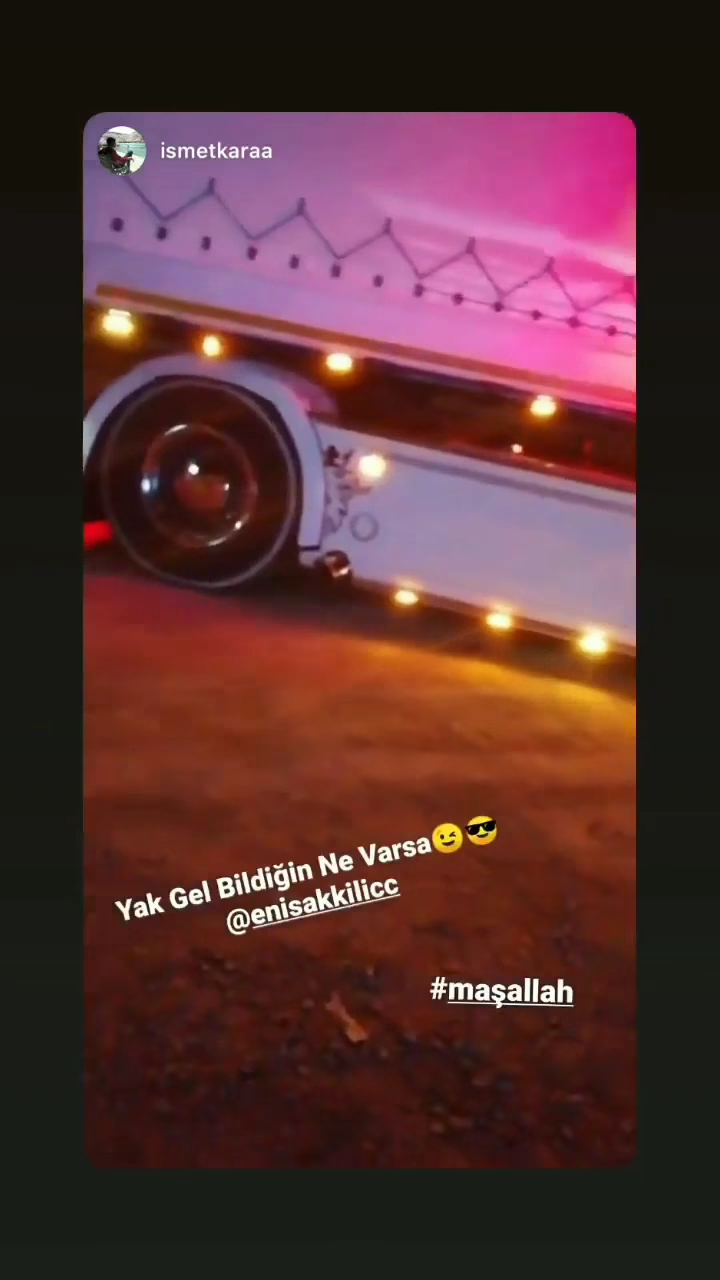 ismetkaraa
Yak Gel Bildiğin Ne Varsa😉😎
@enisakkilicc
#maşallah